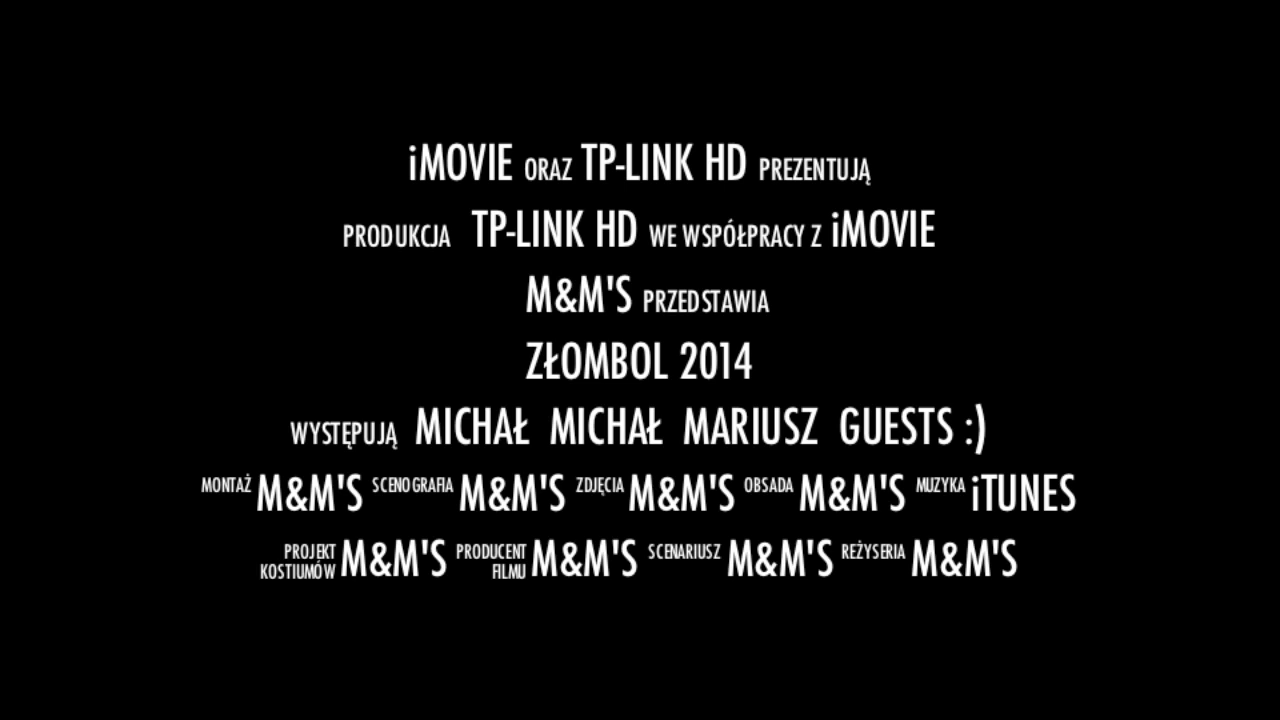 iMOVIE ORAZ TP-LINK HD PREZENTUJĄ
PRODUKCJA TP-LINK HD WE WSPÓŁPRACY Z iMOVIE
M&M'S PRZEDSTAWIA
ZŁOMBOL 2014
WYSTĘPUJĄ MICHAŁ MICHAŁ MARIUSZ GUESTS :)
MONTAŻ M&M'S SCENOGRAFIA M&M'S ZDJĘCIA M&M'S OBSADA M&M'S MUZYKA iTUNES
PROJEKT KOSTIUMÓW M&M'S PRODUCENT FILMU M&M'S SCENARIUSZ M&M'S REŻYSERIA M&M'S